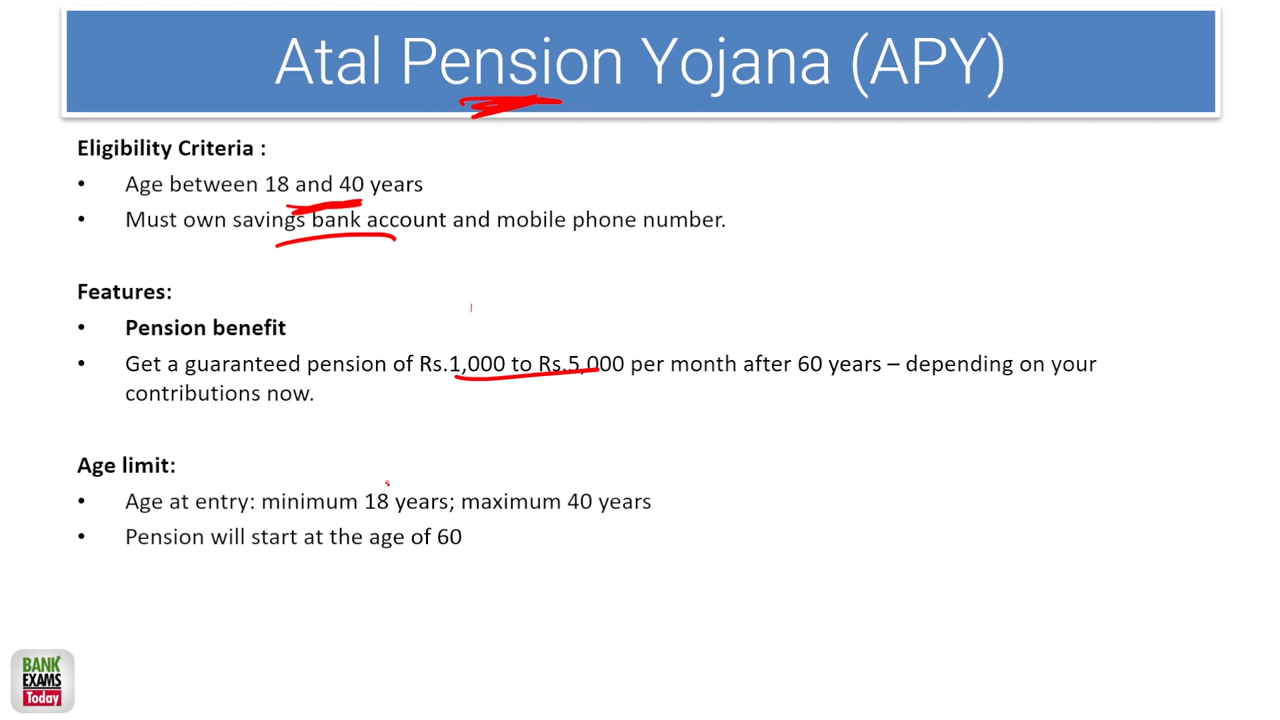 Atal Pension Yojana (APY)
Eligibility Criteria :
• Age between 18 and 40 years
• Must own savings bank account and mobile phone number.
Features:
• Pension benefit
• Get a guaranteed pension of Rs.1,000 to Rs.5,000 per month after 60 years – depending on your
contributions now.
Age limit:
• Age at entry: minimum 18 years; maximum 40 years
• Pension will start at the age of 60
BANK
EXAMS
Today